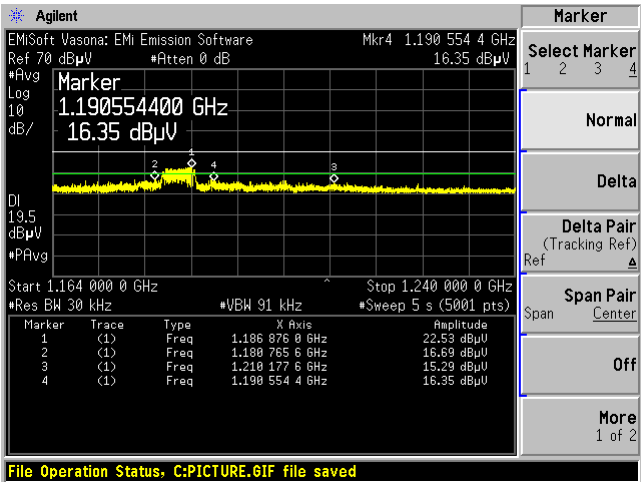 Agilent
Marker
EMiSoft Vasona: EMi Emission Software
Mkr4 1.190 554 4 GHz
Ref 70 dBµV #Atten 0 dB 16.35 dBµV
#Avg
Log
10
dB/
Marker
1.190554400 GHz
16.35 dBµV
1
2
4
3
DI
19.5
dBµV
#PAvg
Start 1.164 000 0 GHz ^ Stop 1.240 000 0 GHz
#Res BW 30 kHz #VBW 91 kHz #Sweep 5 s (5001 pts)
Marker Trace Type X Axis Amplitude
1 (1) Freq 1.186 876 0 GHz 22.53 dBµV
2 (1) Freq 1.180 765 6 GHz 16.69 dBµV
3 (1) Freq 1.210 177 6 GHz 15.29 dBµV
4 (1) Freq 1.190 554 4 GHz 16.35 dBµV
Select Marker
1 2 3 4
Normal
Delta
Delta Pair
(Tracking Ref)
Ref Δ
Span Pair
Span Center
Off
More
1 of 2
File Operation Status, C:PICTURE.GIF file saved